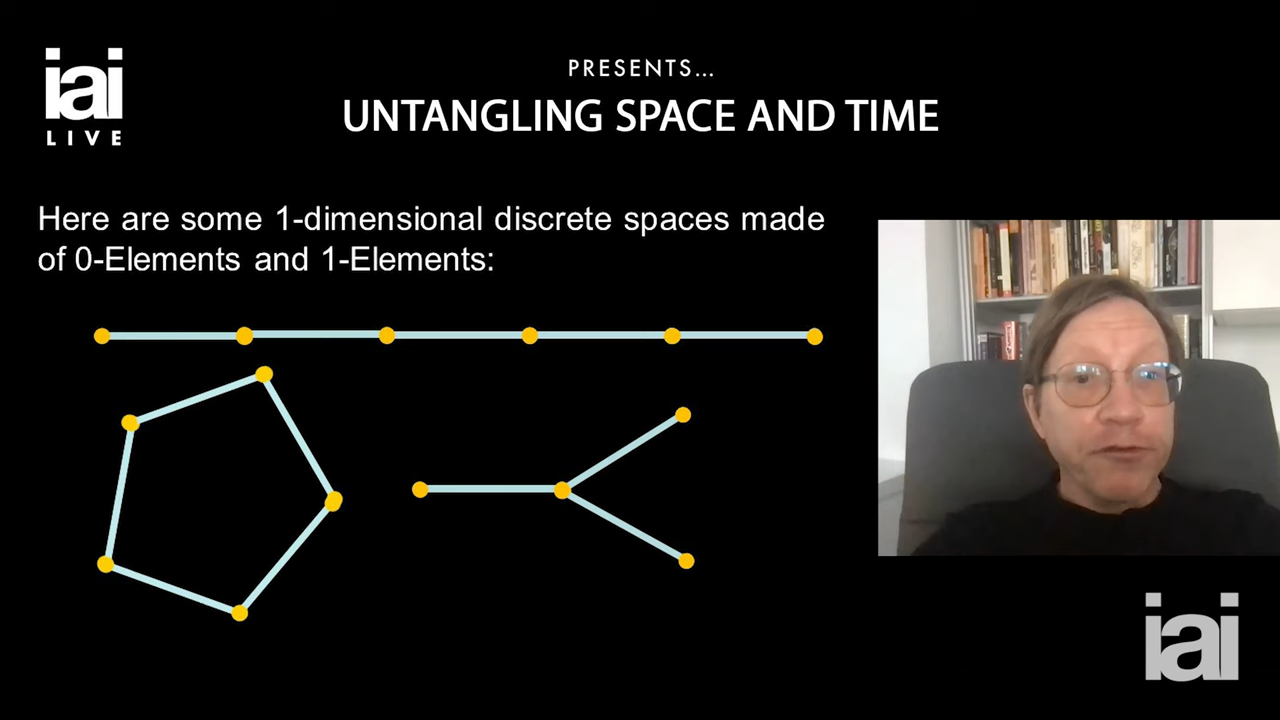 iai
LIVE
PRESENTS...
UNTANGLING SPACE AND TIME
Here are some 1-dimensional discrete spaces made
of 0-Elements and 1-Elements:
iai